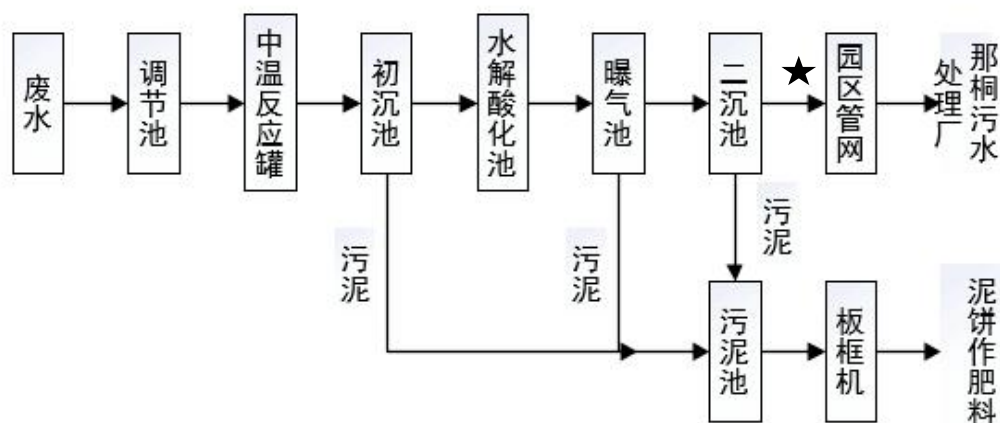 废水
调节池
中温反应罐
初沉池
水解酸化池
曝气池
二沉池
★
园区管网
那桐污水
处理厂
污泥
污泥
污泥
污泥池
板框机
泥饼作肥料